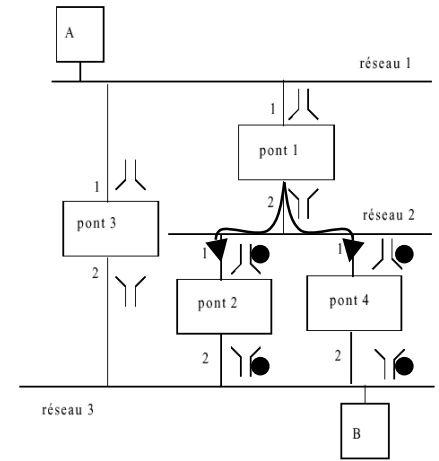 A
réseau 1
1
pont 1
1
2
réseau 2
pont 3
1
1
2
pont 2
pont 4
2
2
réseau 3
B